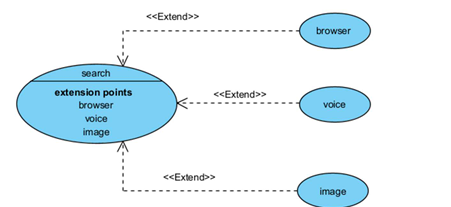 <<Extend>>
browser
search
extension points
browser
voice
image
<<Extend>>
voice
<<Extend>>
image